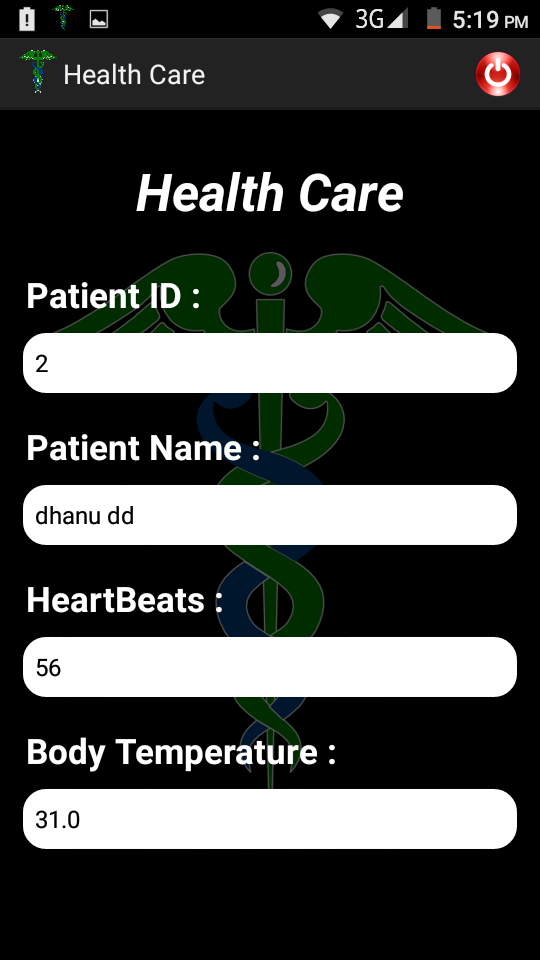 3G 5:19 PM
Health Care
Health Care
Patient ID :
2
Patient Name :
dhanu dd
HeartBeats :
56
Body Temperature :
31.0